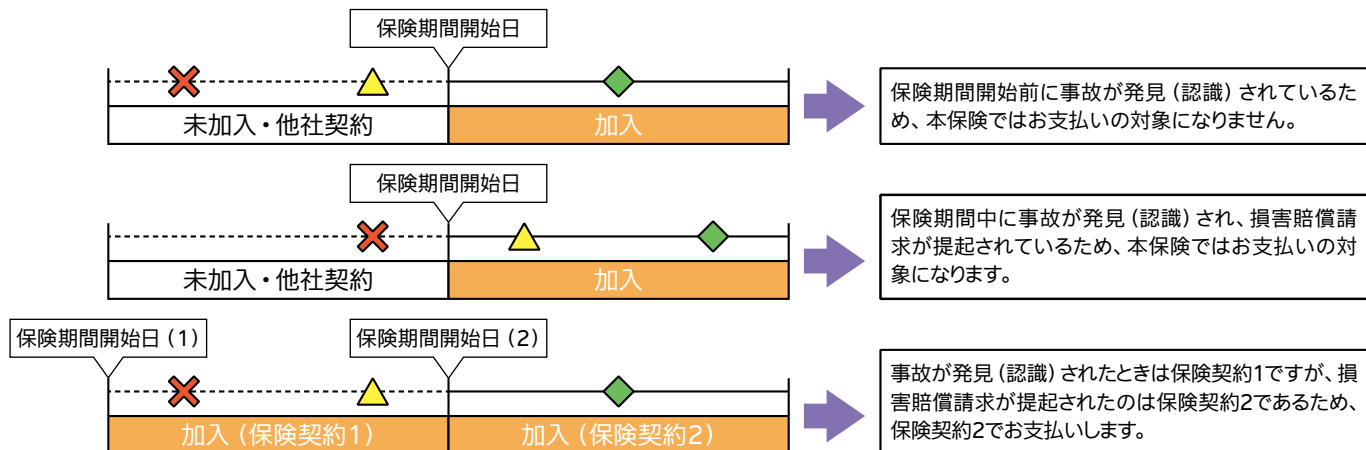 保険期間開始日
未加入・他社契約
加入
保険期間開始前に事故が発見（認識）されているた
め、本保険ではお支払いの対象になりません。
保険期間開始日
未加入・他社契約
加入
保険期間中に事故が発見（認識）され、損害賠償請
求が提起されているため、本保険ではお支払いの対
象になります。
保険期間開始日（1）
保険期間開始日（2）
加入（保険契約1）
加入（保険契約2）
事故が発見（認識）されたときは保険契約1ですが、損
害賠償請求が提起されたのは保険契約2であるため、
保険契約2でお支払いします。